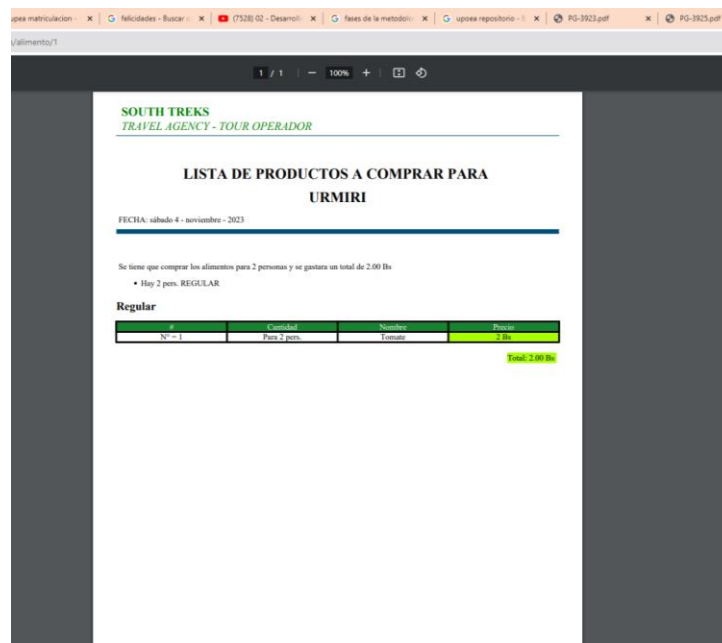 upea matriculacion -
felicidades - Buscar
(7528) 02 - Desarroll
fases de la metodolo
upoea repositorio -
PG-3923.pdf
PG-3925.pdf
/alimento/1
1 / 1
100%
SOUTH TREKS
TRAVEL AGENCY - TOUR OPERADOR
LISTA DE PRODUCTOS A COMPRAR PARA
URMIRI
FECHA: sábado 4 - noviembre - 2023
Se tiene que comprar los alimentos para 2 personas y se gastara un total de 2.00 Bs
• Hay 2 pers. REGULAR
Regular
# Cantidad Nombre Precio
N° = 1 Para 2 pers. Tomate 2 Bs
Total: 2.00 Bs